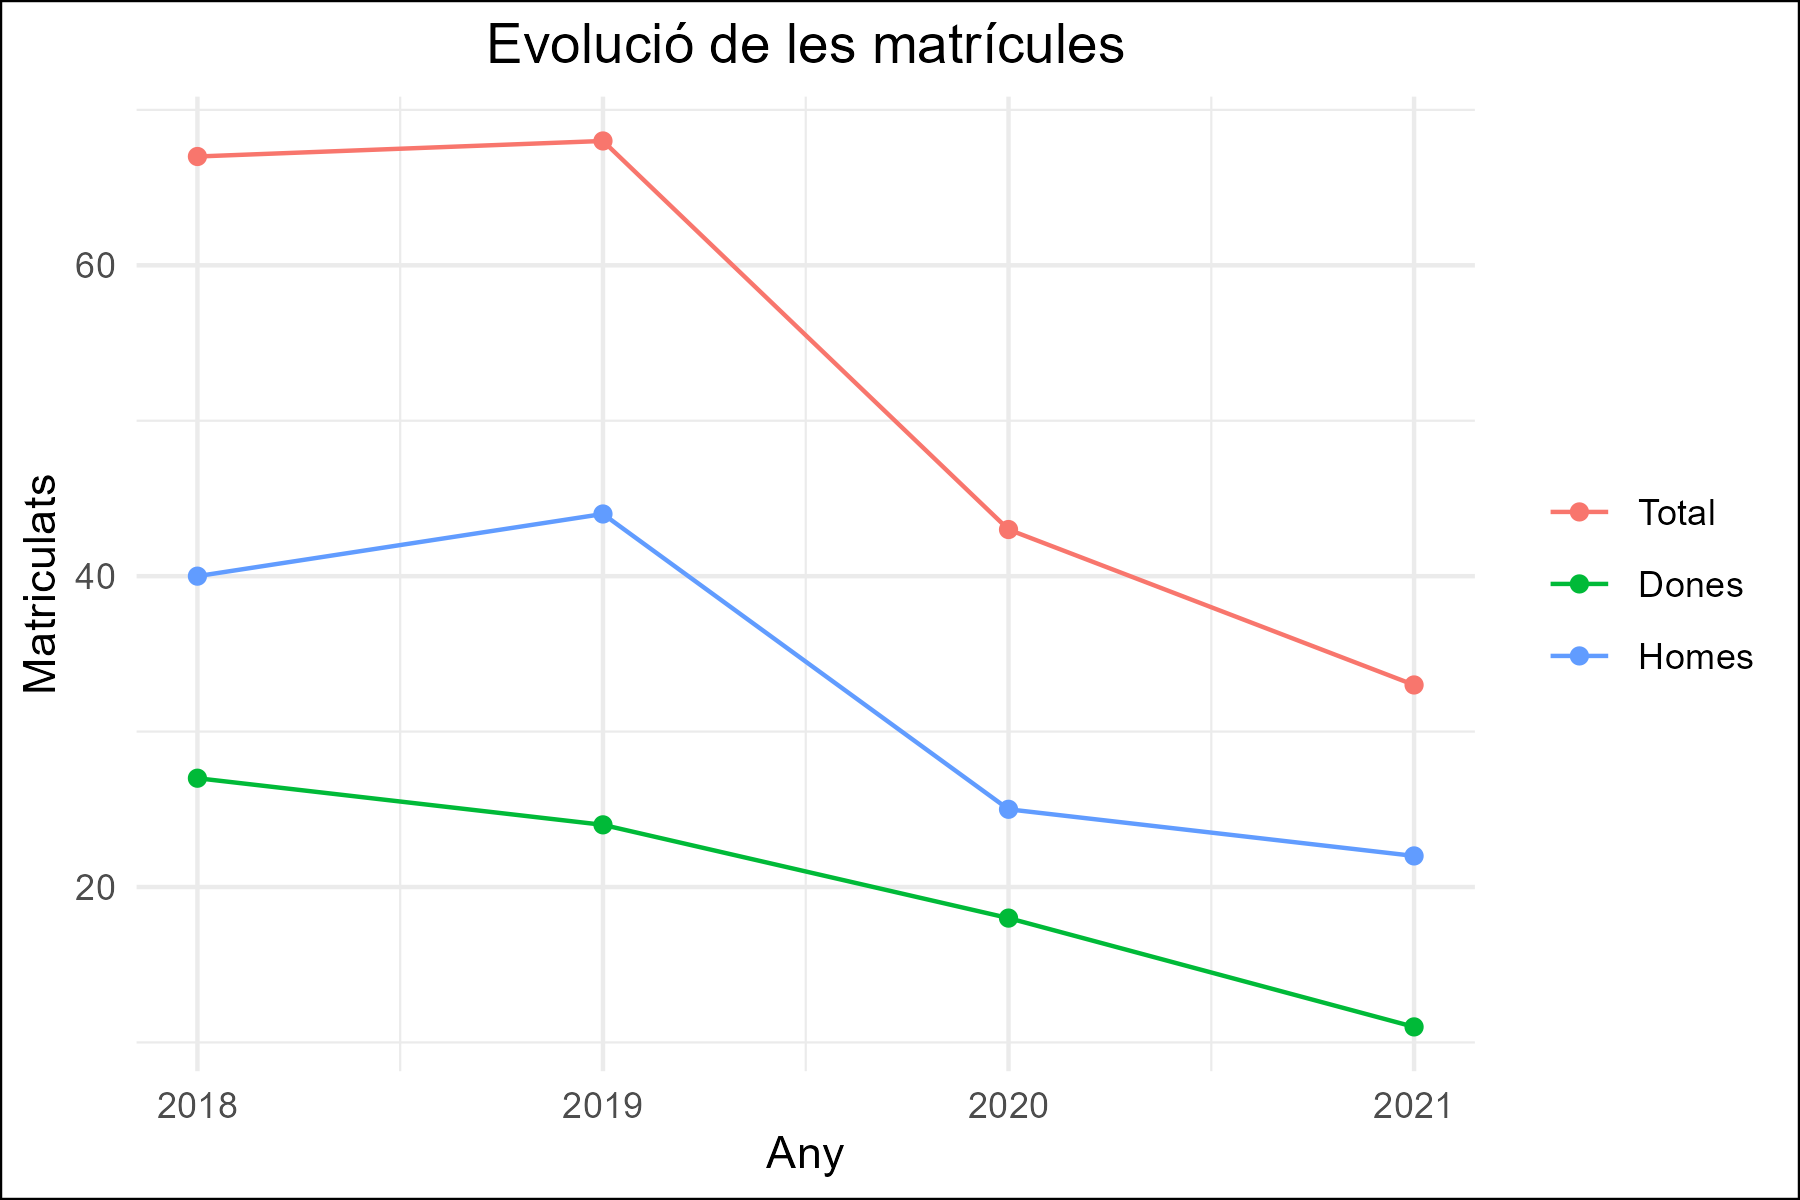 Evolució de les matrícules
Matriculats
60
40
20
2018 2019 2020 2021
Any
Total
Dones
Homes